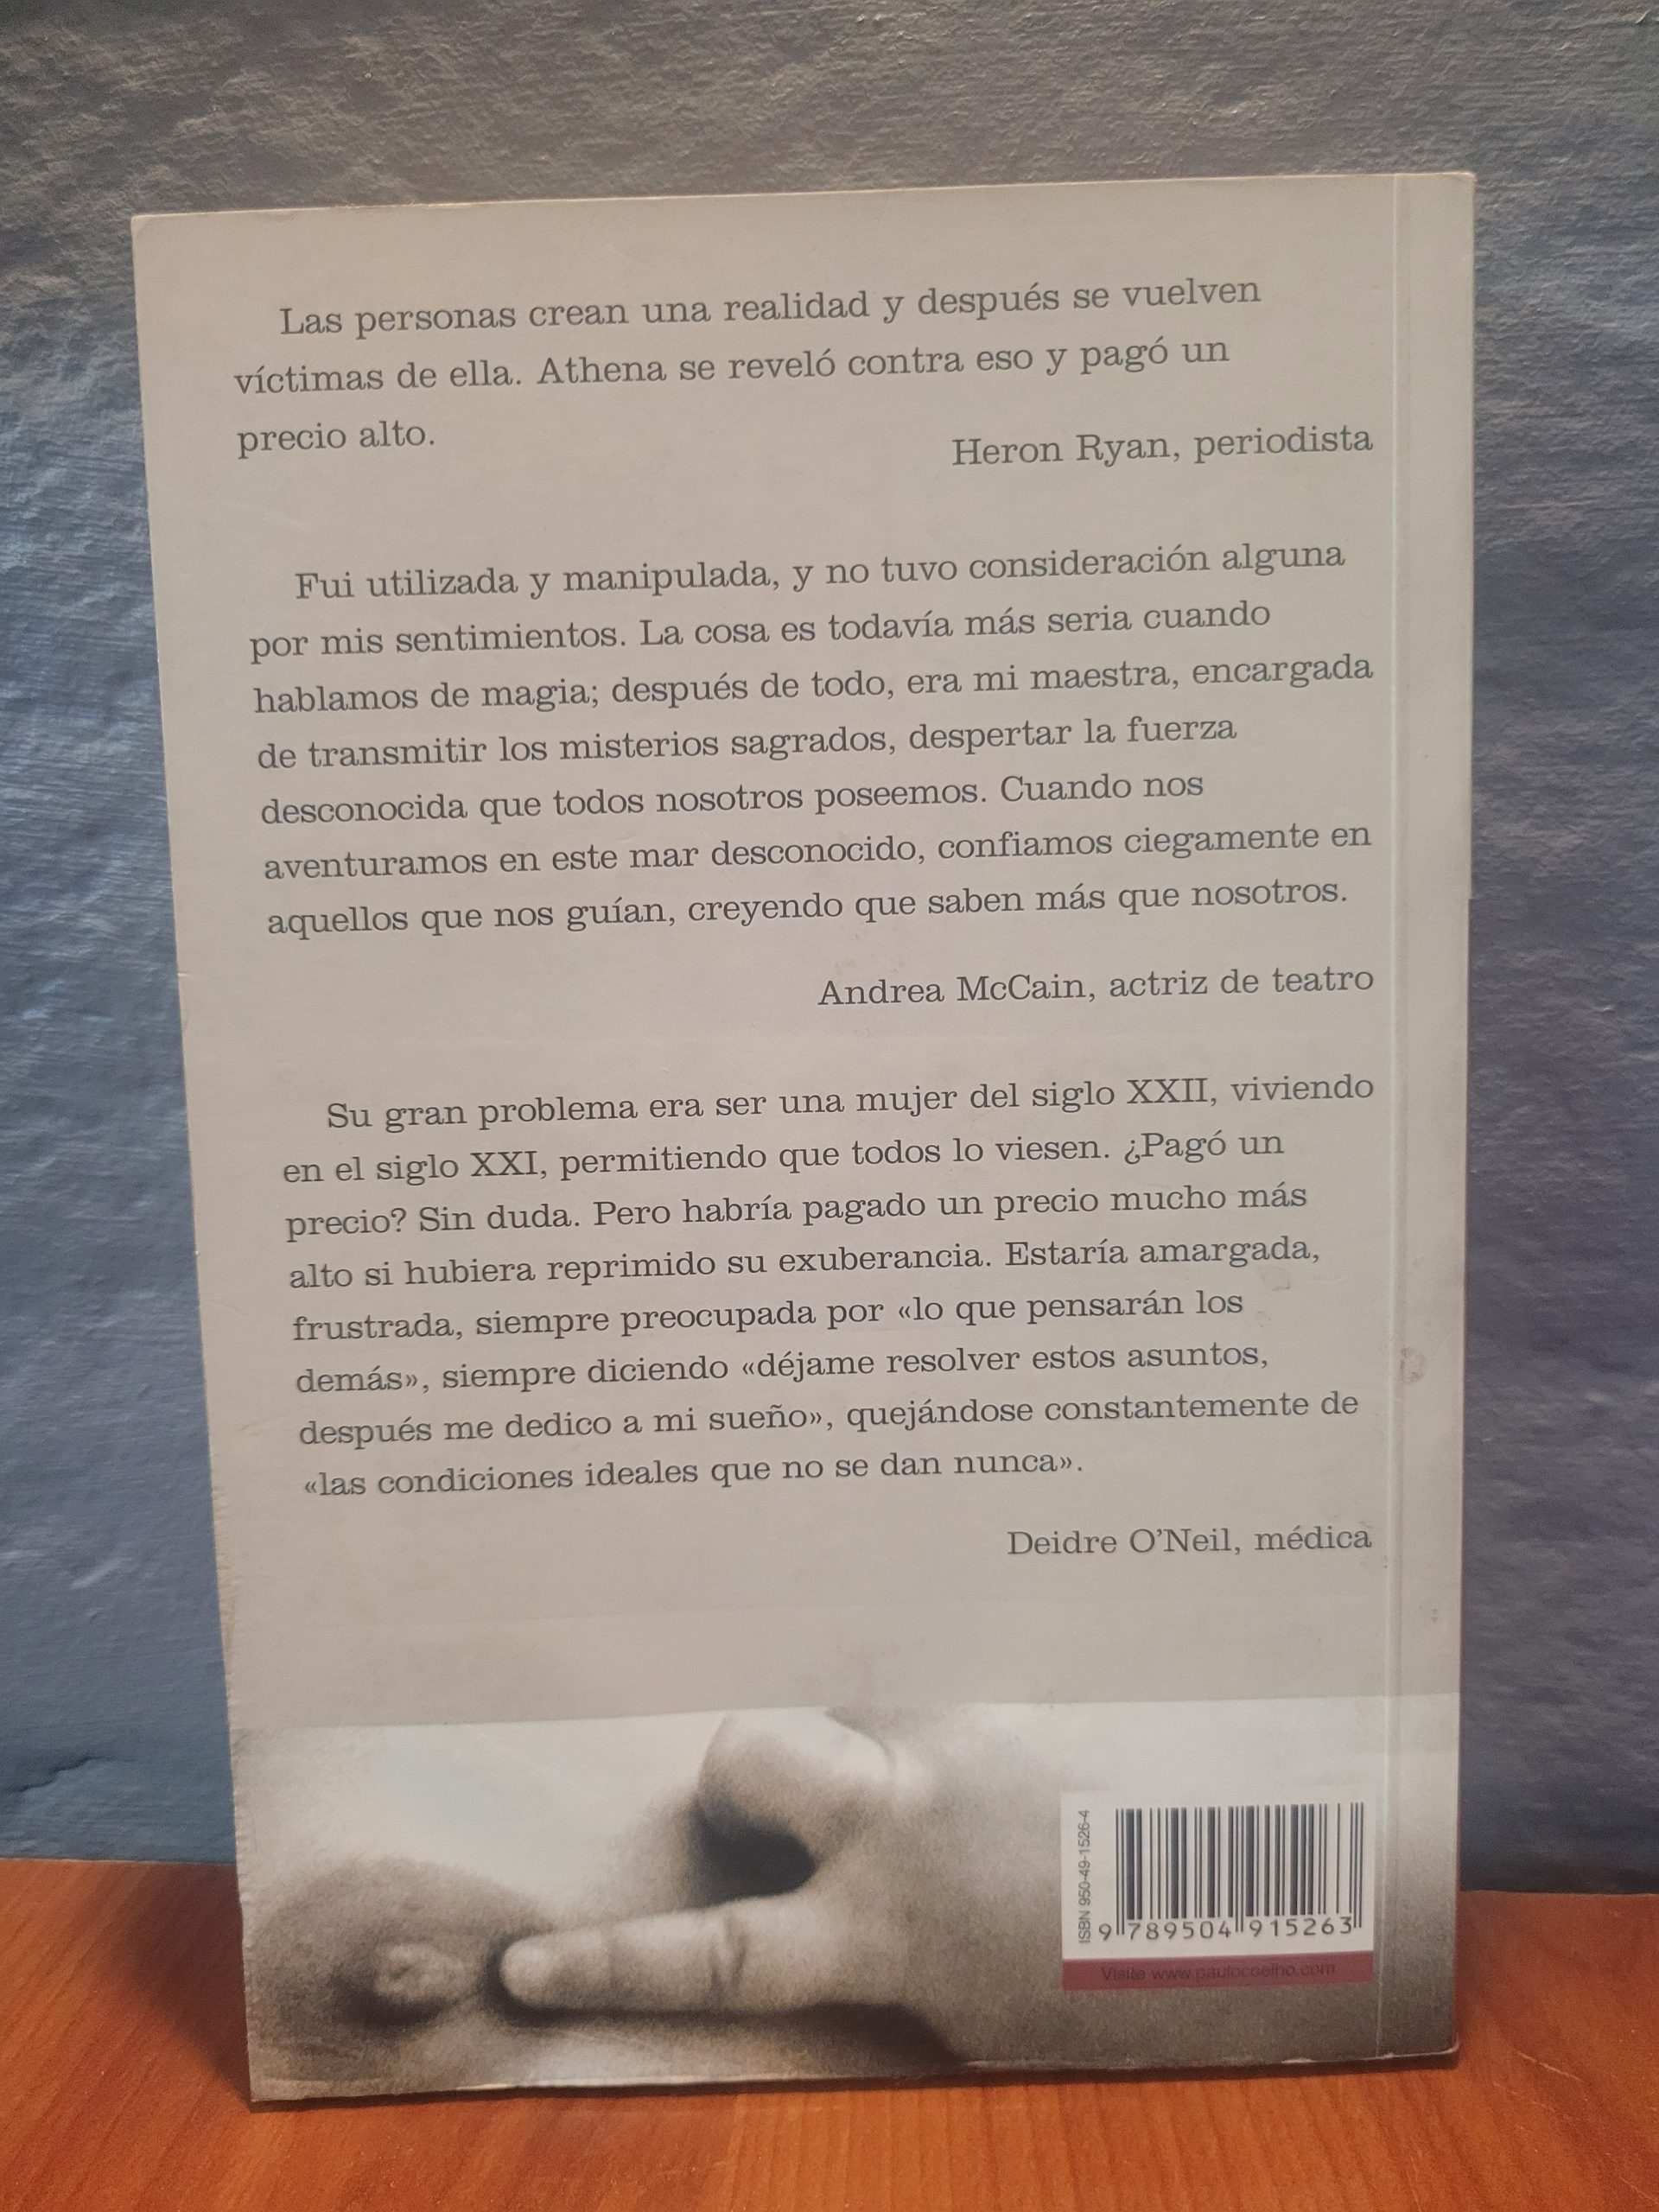 Las personas crean una realidad y después se vuelven
víctimas de ella. Athena se reveló contra eso y pagó un
precio alto.
Heron Ryan, periodista
Fui utilizada y manipulada, y no tuvo consideración alguna
por mis sentimientos. La cosa es todavía más seria cuando
hablamos de magia; después de todo, era mi maestra, encargada
de transmitir los misterios sagrados, despertar la fuerza
desconocida que todos nosotros poseemos. Cuando nos
aventuramos en este mar desconocido, confiamos ciegamente en
aquellos que nos guían, creyendo que saben más que nosotros.
Andrea McCain, actriz de teatro
Su gran problema era ser una mujer del siglo XXII, viviendo
en el siglo XXI, permitiendo que todos lo viesen. ¿Pagó un
precio? Sin duda. Pero habría pagado un precio mucho más
alto si hubiera reprimido su exuberancia. Estaría amargada,
frustrada, siempre preocupada por «lo que pensarán los
demás», siempre diciendo «déjame resolver estos asuntos,
después me dedico a mi sueño», quejándose constantemente de
«las condiciones ideales que no se dan nunca».
Deidre O’Neil, médica
ISBN 950-49-1526-4
9 789504 915263
Visite www.paulocoelho.com